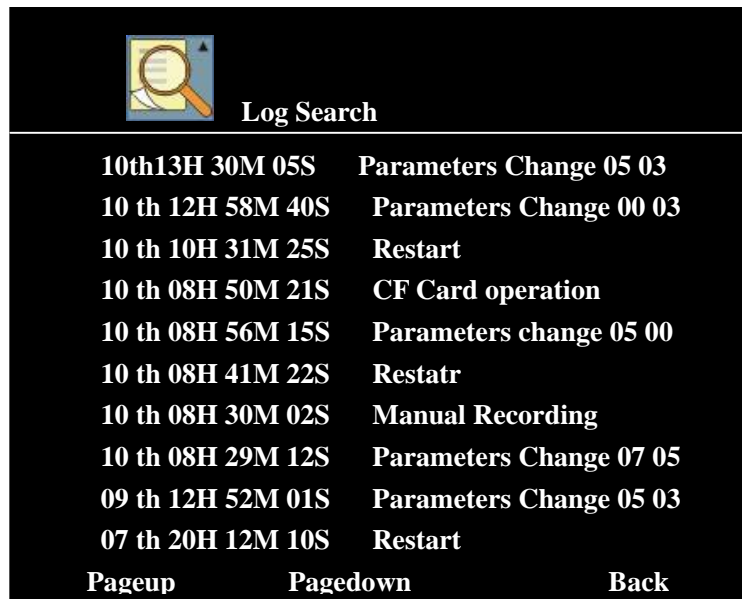 Log Search
10th13H 30M 05S Parameters Change 05 03
10 th 12H 58M 40S Parameters Change 00 03
10 th 10H 31M 25S Restart
10 th 08H 50M 21S CF Card operation
10 th 08H 56M 15S Parameters change 05 00
10 th 08H 41M 22S Restatr
10 th 08H 30M 02S Manual Recording
10 th 08H 29M 12S Parameters Change 07 05
09 th 12H 52M 01S Parameters Change 05 03
07 th 20H 12M 10S Restart
Pageup Pagedown Back